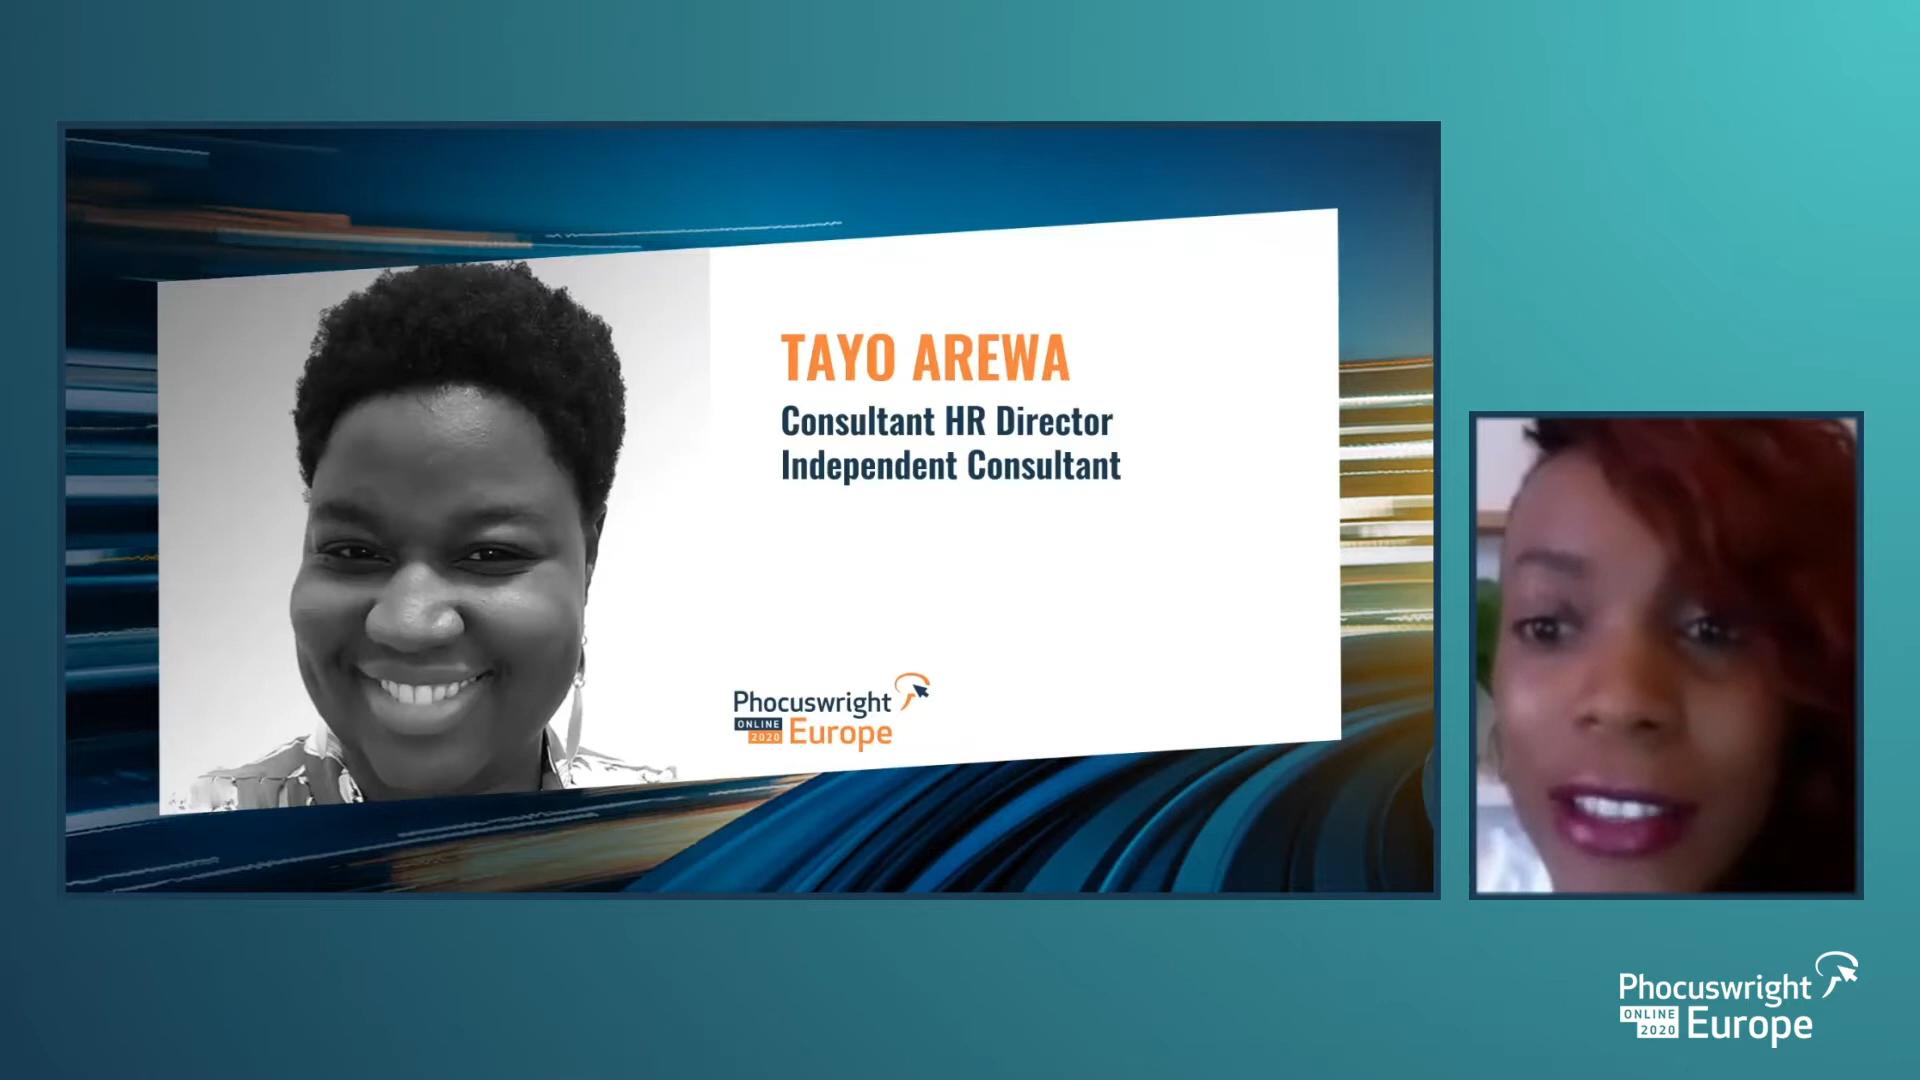 TAYO AREWA
Consultant HR Director
Independent Consultant
Phocuswright
ONLINE
2020
Europe
Phocuswright
ONLINE
2020
Europe